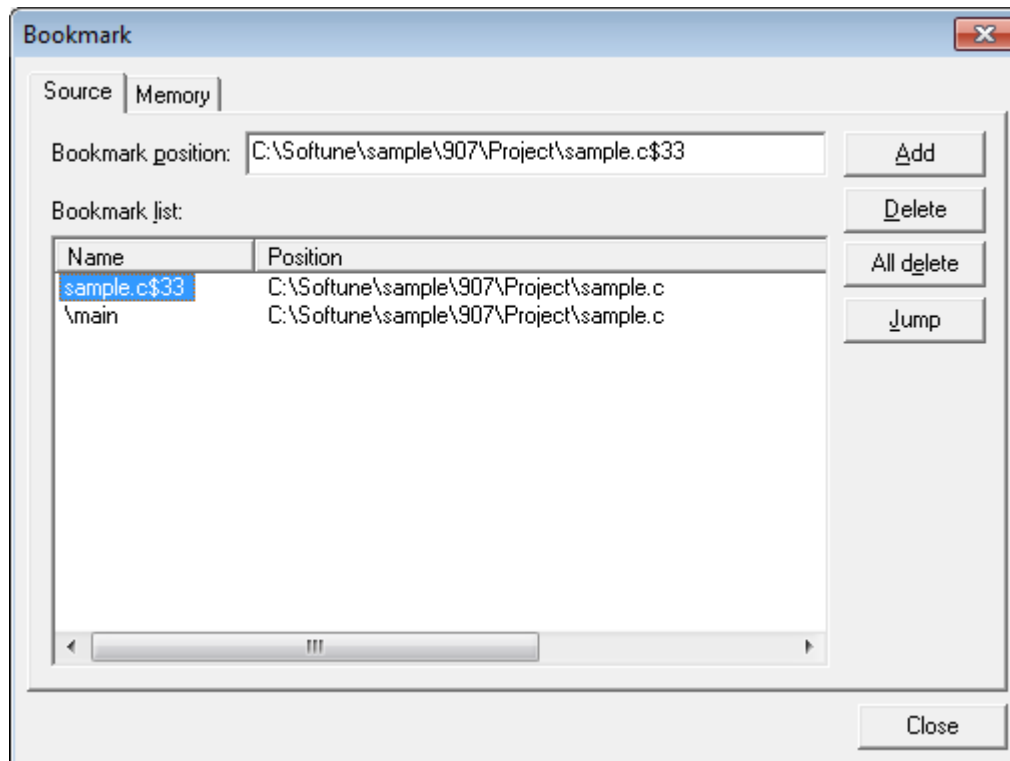 Bookmark
Source Memory
Bookmark position: C:\Softune\sample\907\Project\sample.c$33 Add
Bookmark list: Delete
Name Position All delete
sample.c$33 C:\Softune\sample\907\Project\sample.c
\main C:\Softune\sample\907\Project\sample.c Jump
Close